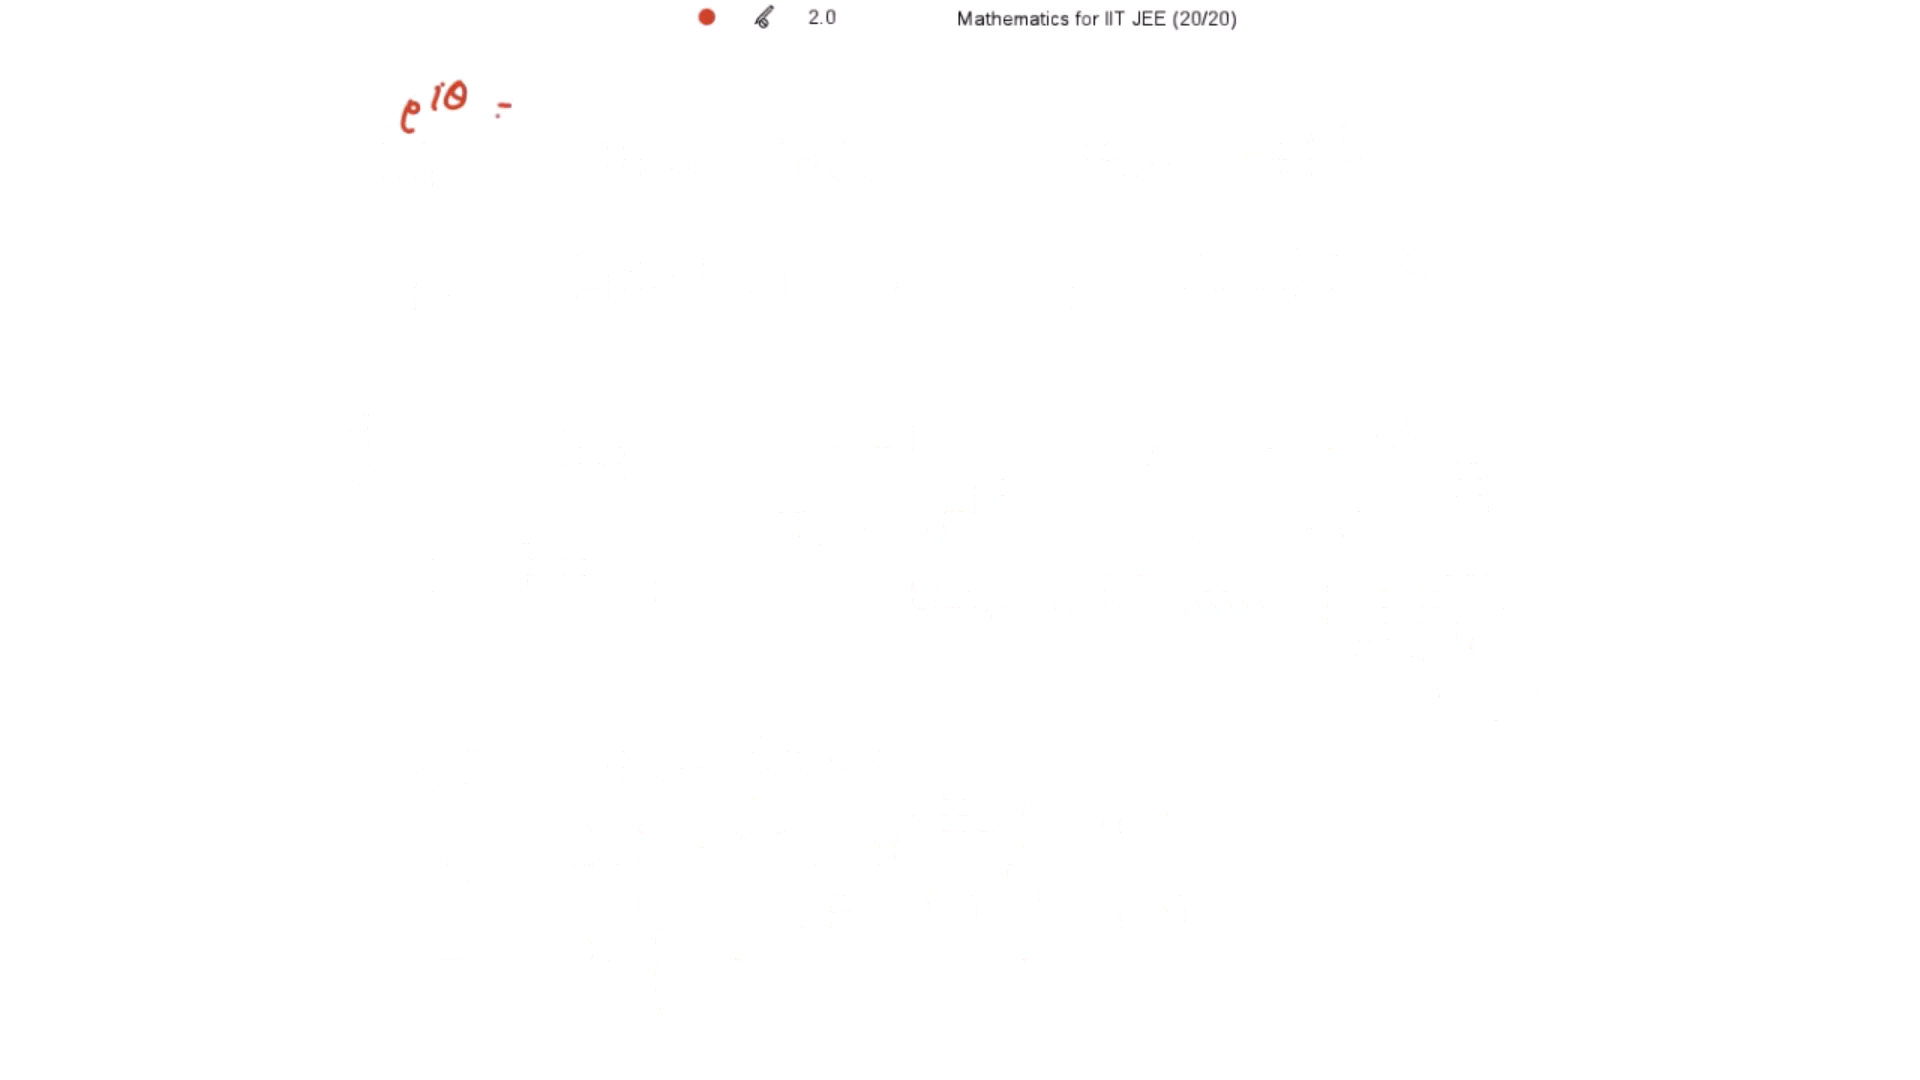 2.0 Mathematics for IIT JEE (20/20)
e^{iθ} =